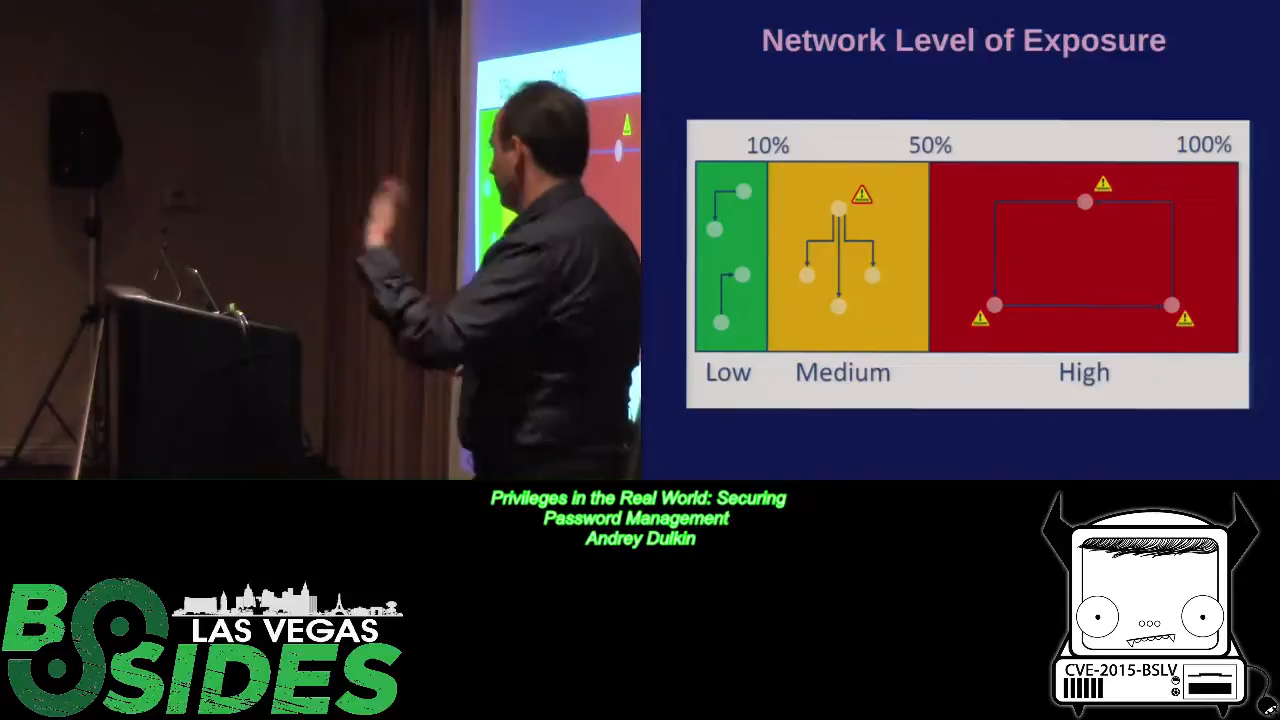 Network Level of Exposure
10% 50% 100%
Low Medium High
Privileges in the Real World: Securing
Password Management
Andrey Dulkin
BSIDES
LAS VEGAS
CVE-2015-BSLV